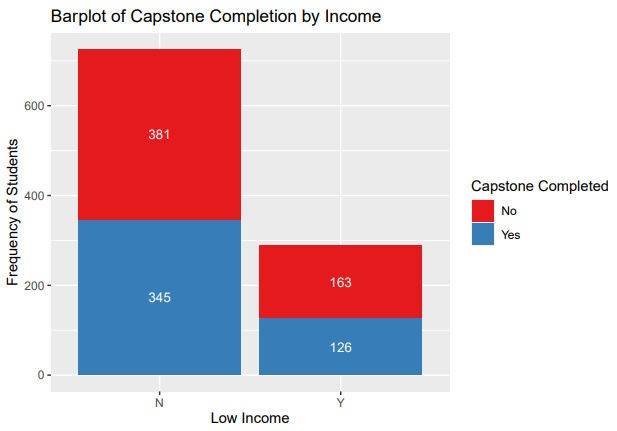 Barplot of Capstone Completion by Income
Frequency of Students
600
400
200
0
381
345
163
126
N
Y
Low Income
Capstone Completed
No
Yes